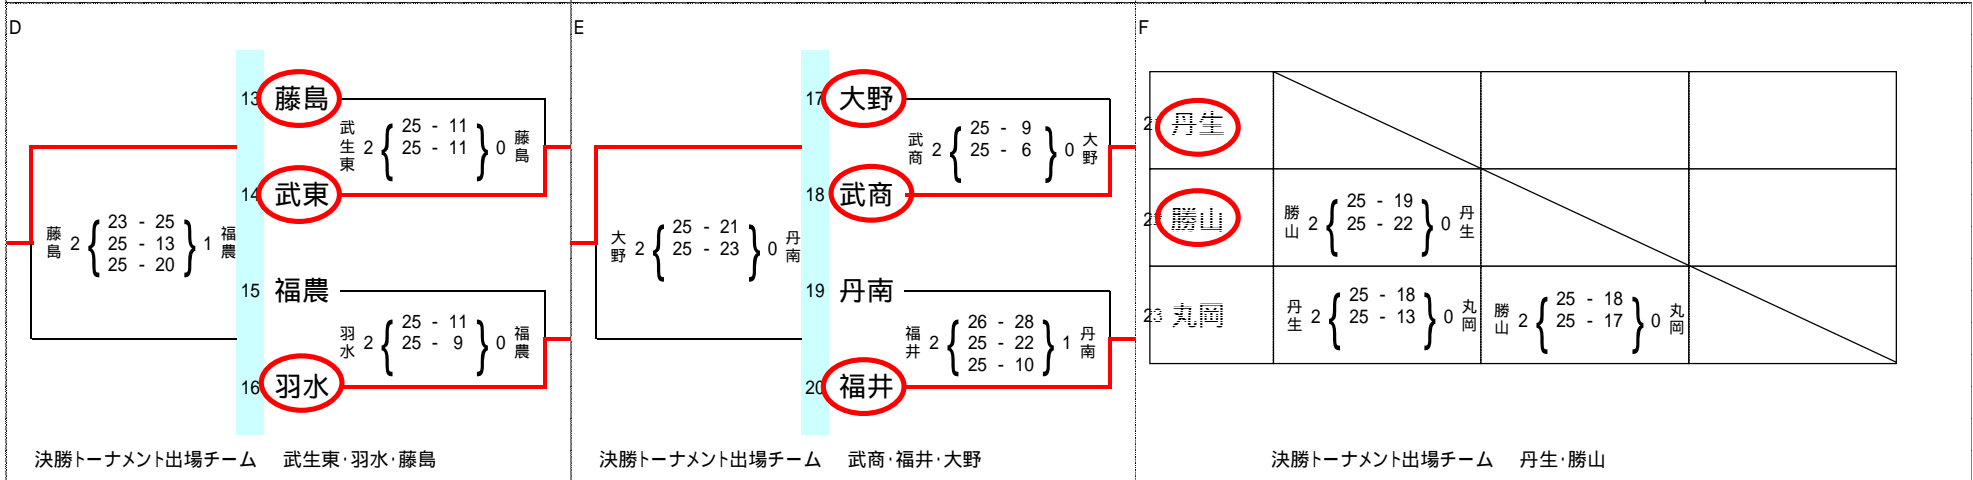 D
13 藤島
武生東 2 { 25 - 11 25 - 11 } 0 藤島
14 武東
藤島 2 { 23 - 25 25 - 13 25 - 20 } 1 福農
15 福農
羽水 2 { 25 - 11 25 - 9 } 0 福農
16 羽水
決勝トーナメント出場チーム 武生東・羽水・藤島
E
17 大野
武商 2 { 25 - 9 25 - 6 } 0 大野
18 武商
大野 2 { 25 - 21 25 - 23 } 0 丹南
19 丹南
福井 2 { 26 - 28 25 - 22 25 - 10 } 1 丹南
20 福井
決勝トーナメント出場チーム 武商・福井・大野
F
丹生
勝山
勝山 2 { 25 - 19 25 - 22 } 0 丹生
23 丸岡
丹生 2 { 25 - 18 25 - 13 } 0 丸岡
勝山 2 { 25 - 18 25 - 17 } 0 丸岡
決勝トーナメント出場チーム 丹生・勝山